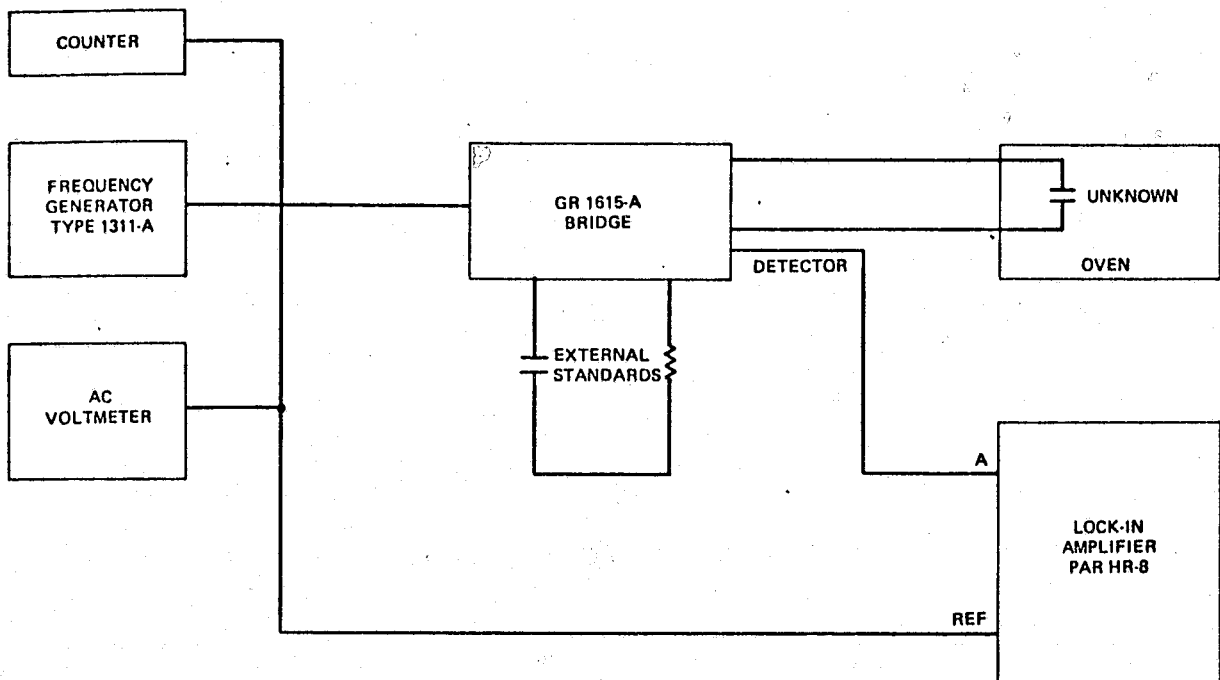 COUNTER
FREQUENCY
GENERATOR
TYPE 1311-A
GR 1615-A
BRIDGE
UNKNOWN
OVEN
DETECTOR
EXTERNAL
STANDARDS
AC
VOLTMETER
A
LOCK-IN
AMPLIFIER
PAR HR-8
REF